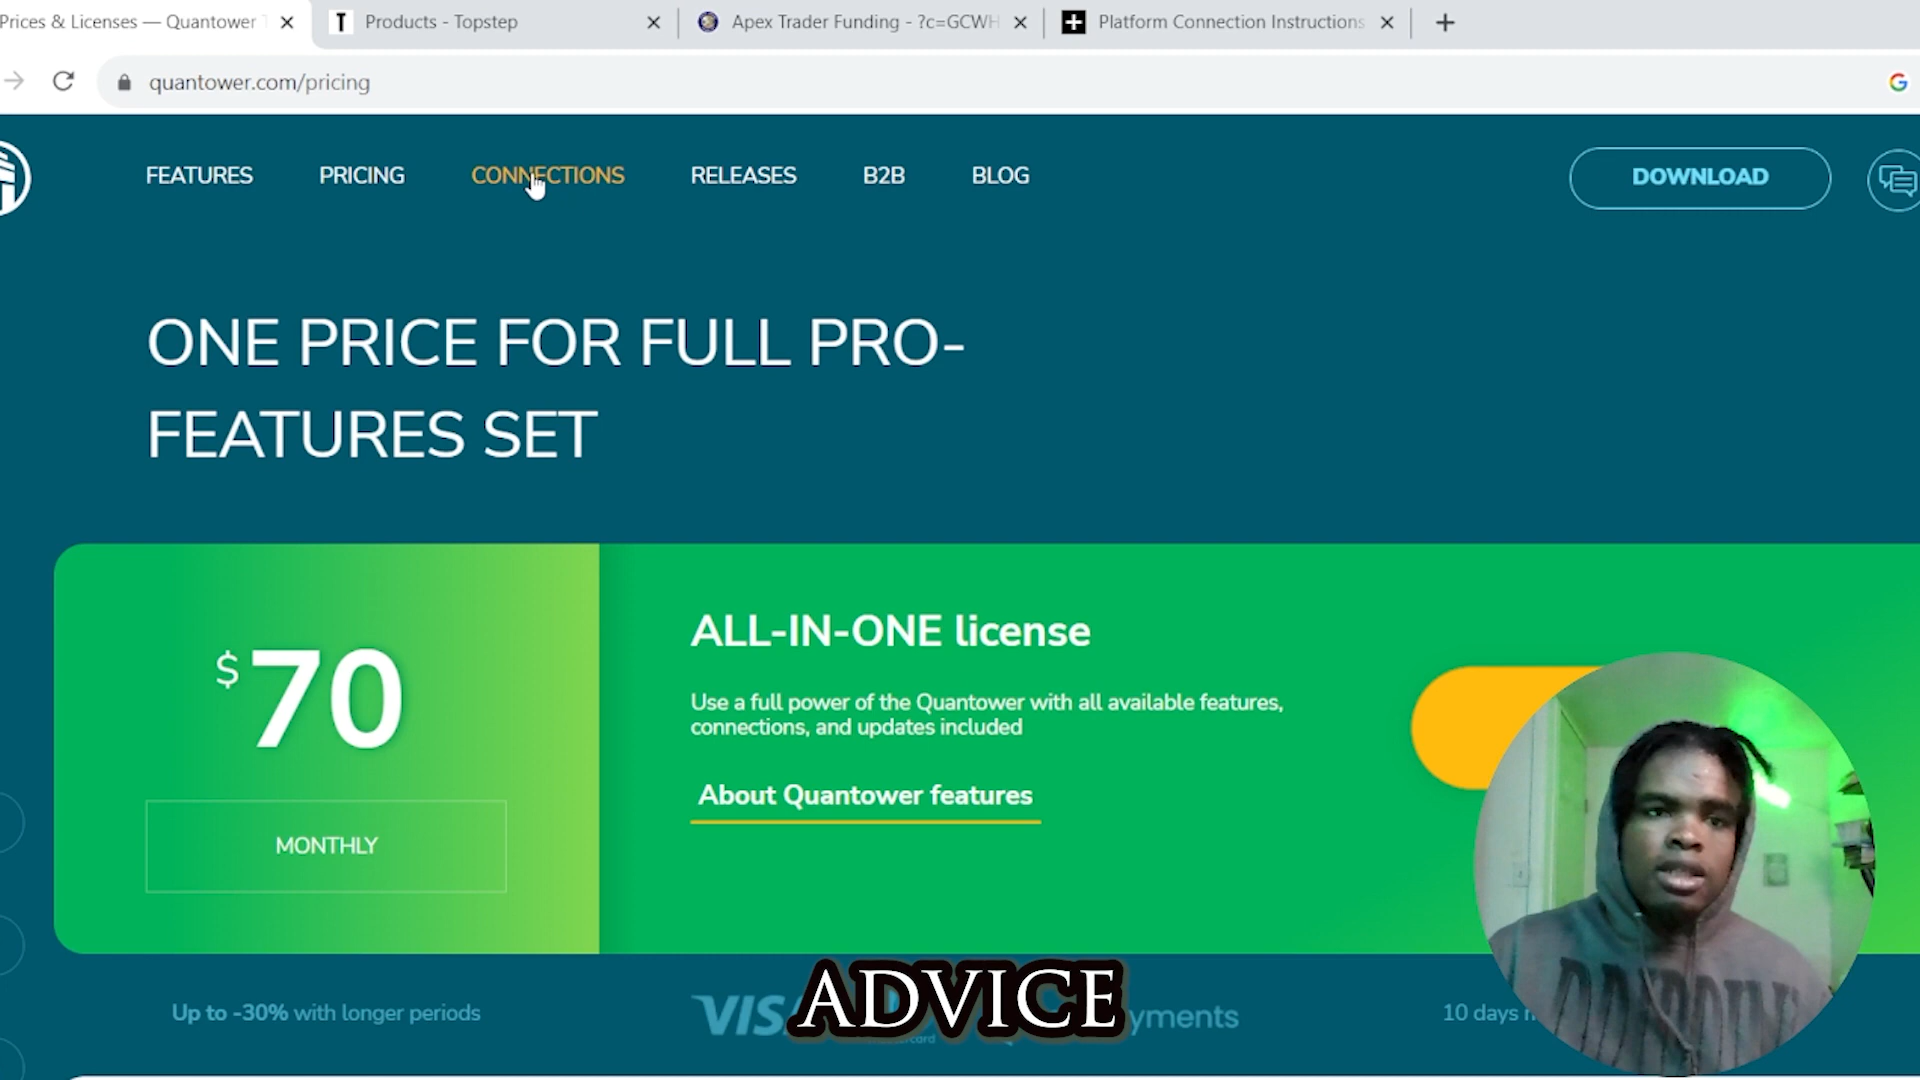 Prices & Licenses — Quantower
Products - Topstep
Apex Trader Funding - ?c=GCWH
Platform Connection Instructions
quantower.com/pricing
FEATURES
PRICING
CONNECTIONS
RELEASES
B2B
BLOG
DOWNLOAD
ONE PRICE FOR FULL PRO-
FEATURES SET
$70
MONTHLY
ALL-IN-ONE license
Use a full power of the Quantower with all available features,
connections, and updates included
About Quantower features
Up to -30% with longer periods
VISA
ADVICE
10 days